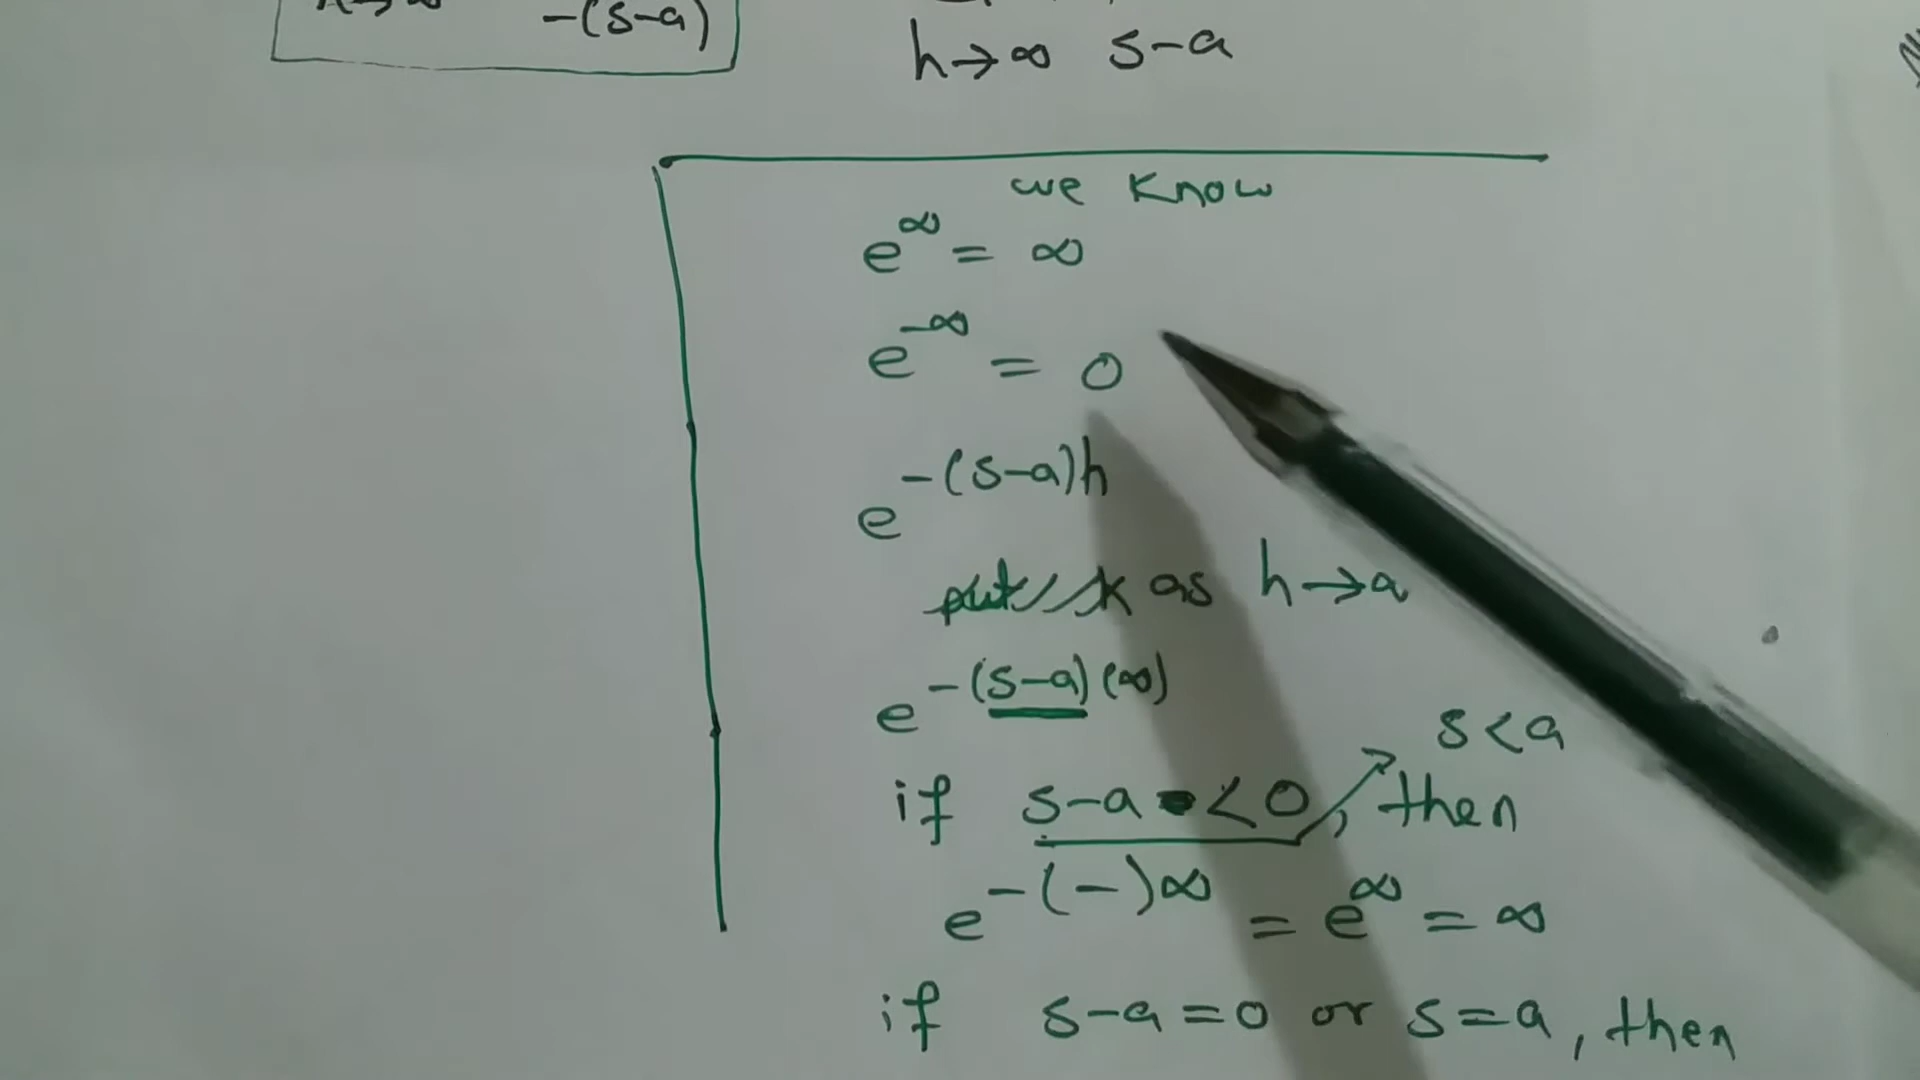 -(s-a)
h→∞ s-a
we know
e^∞ = ∞
e^-∞ = 0
e^-(s-a)h
as h→a
e^-(s-a)(∞)
s<a
if s-a<0, then
e^-(-)∞ = e^∞ = ∞
if s-a=0 or s=a, then